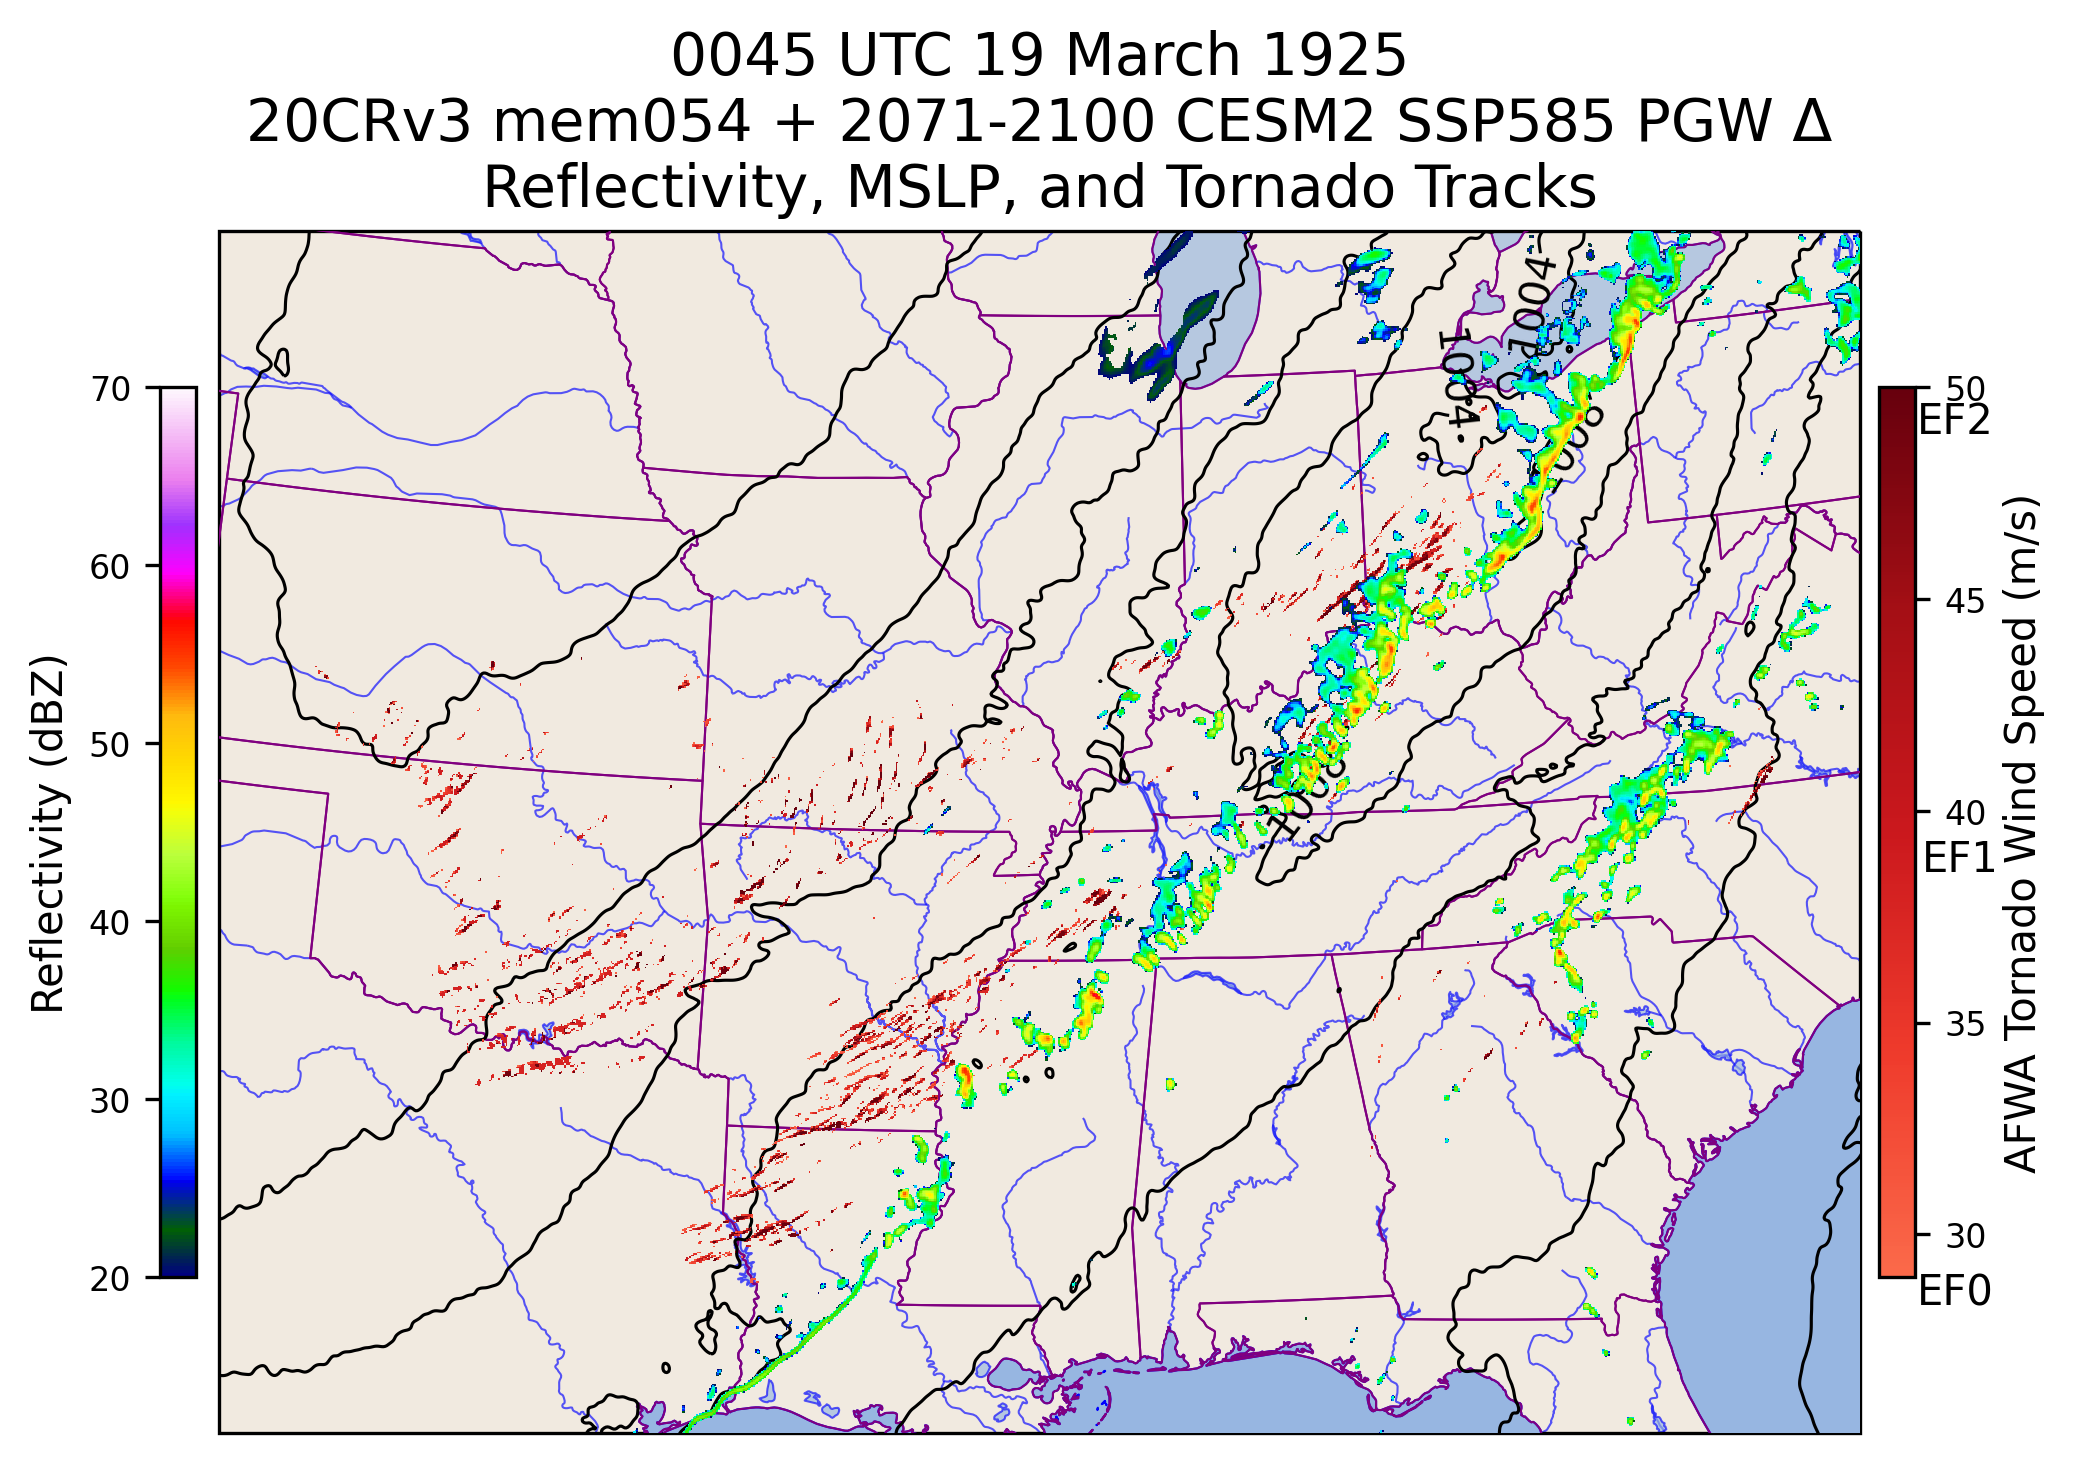 0045 UTC 19 March 1925
20CRv3 mem054 + 2071-2100 CESM2 SSP585 PGW Δ
Reflectivity, MSLP, and Tornado Tracks
70
60
50
40
30
20
Reflectivity (dBZ)
1004
1004
1008
50
EF2
45
40
EF1
35
30
EF0
AFWA Tornado Wind Speed (m/s)